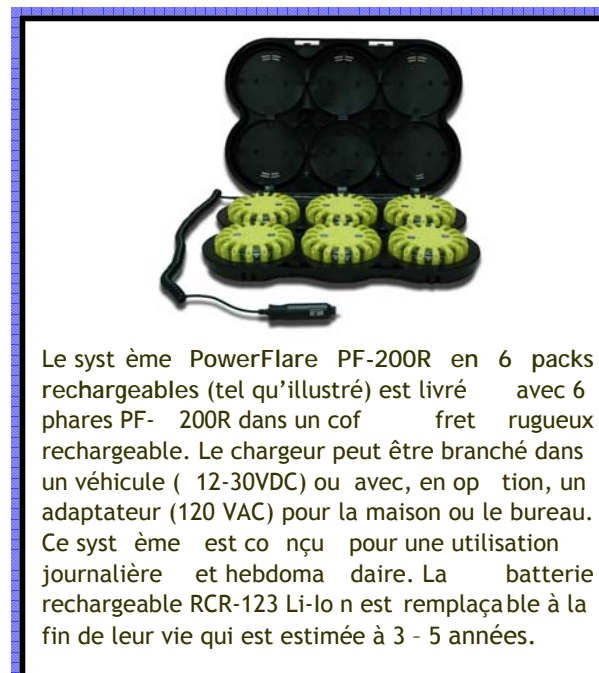 Le syst ème PowerFlare PF-200R en 6 packs
rechargeables (tel qu’illustré) est livré avec 6
phares PF- 200R dans un cof fret rugueux
rechargeable. Le chargeur peut être branché dans
un véhicule ( 12-30VDC) ou avec, en op tion, un
adaptateur (120 VAC) pour la maison ou le bureau.
Ce syst ème est co nçu pour une utilisation
journalière et hebdoma daire. La batterie
rechargeable RCR-123 Li-Io n est remplaça ble à la
fin de leur vie qui est estimée à 3 – 5 années.